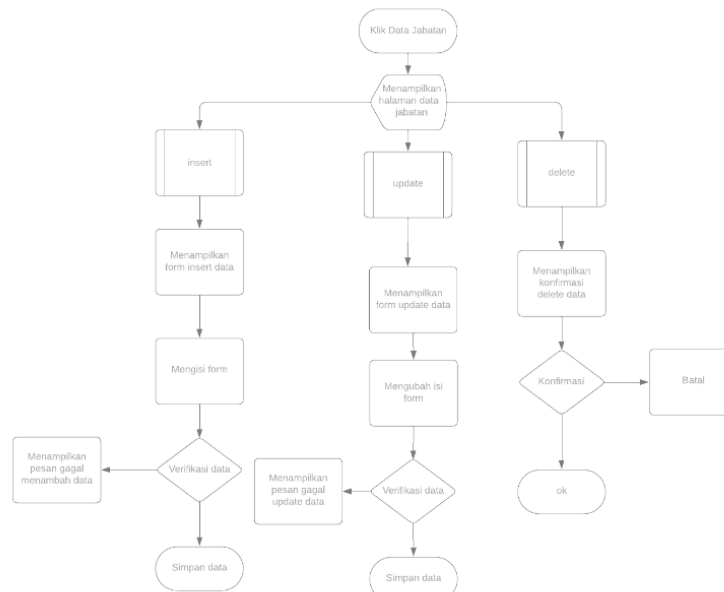 Klik Data Jabatan
Menampilkan
halaman data
jabatan
insert
update
delete
Menampilkan
form insert data
Menampilkan
form update data
Menampilkan
konfirmasi
delete data
Mengisi form
Mengubah isi
form
Konfirmasi
Batal
Menampilkan
pesan gagal
menambah data
Verifikasi data
Menampilkan
pesan gagal
update data
Verifikasi data
ok
Simpan data
Simpan data